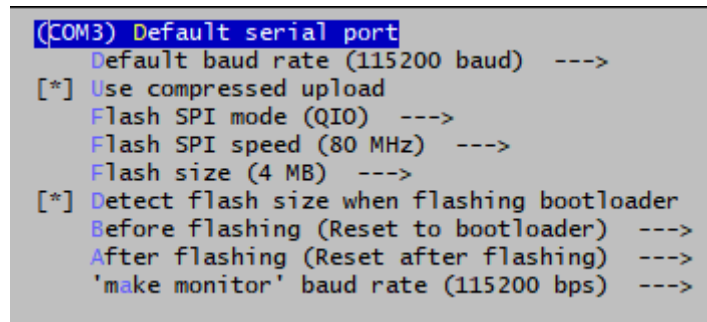 (COM3) Default serial port
Default baud rate (115200 baud)  --->
[*] Use compressed upload
Flash SPI mode (QIO)  --->
Flash SPI speed (80 MHz)  --->
Flash size (4 MB)  --->
[*] Detect flash size when flashing bootloader
Before flashing (Reset to bootloader)  --->
After flashing (Reset after flashing)  --->
'make monitor' baud rate (115200 bps)  --->